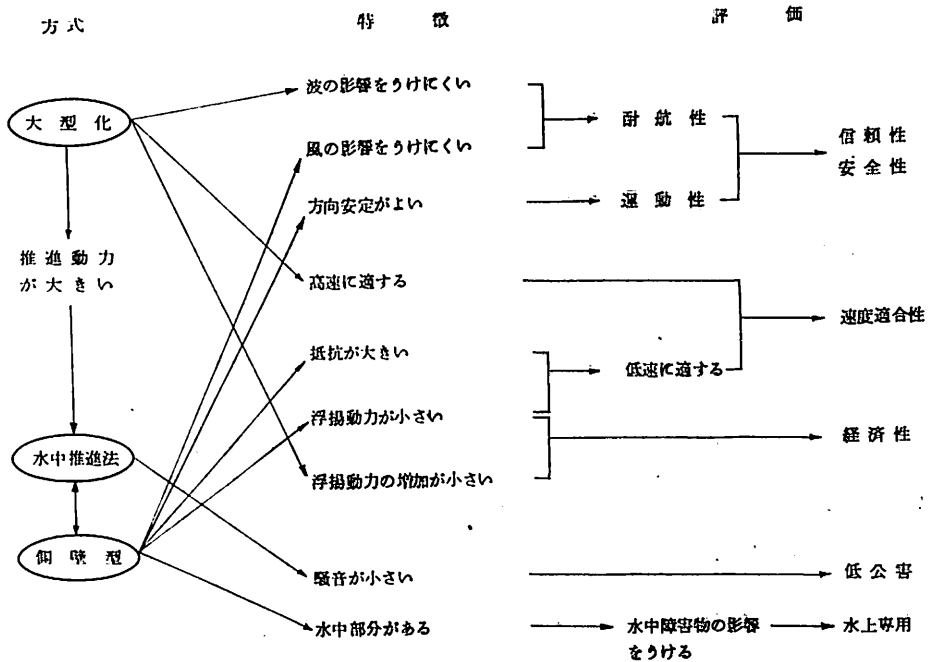 方式
特徴
評価
大型化
推進動力
が大きい
水中推進法
側壁型
波の影響をうけにくい
風の影響をうけにくい
方向安定がよい
高速に適する
抵抗が大きい
浮揚動力が小さい
浮揚動力の増加が小さい
騒音が小さい
水中部分がある
耐航性
運動性
低速に適する
水中障害物の影響
をうける
信頼性
安全性
速度適合性
経済性
低公害
水上専用